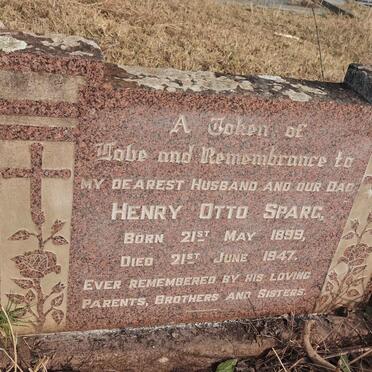 A Token of
Love and Remembrance to
MY DEAREST HUSBAND AND OUR DAD
HENRY OTTO SPARG,
BORN 21ST MAY 1899,
DIED 21ST JUNE 1947.
EVER REMEMBERED BY HIS LOVING
PARENTS, BROTHERS AND SISTERS.